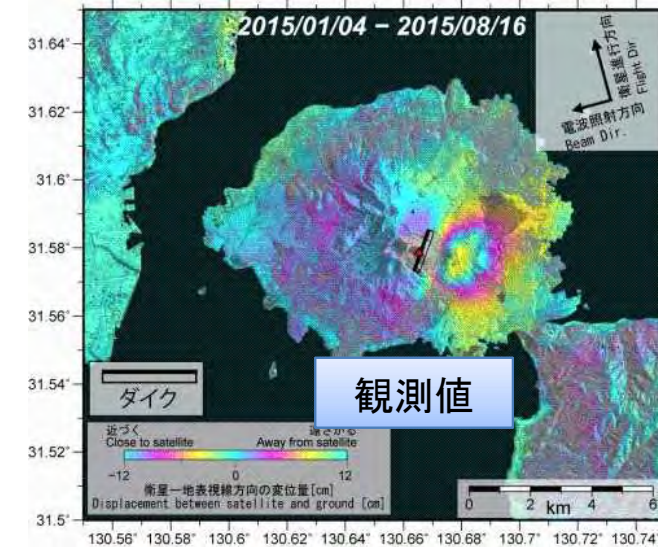 2015/01/04 – 2015/08/16
衛星進行方向
Flight Dir.
電波照射方向
Beam Dir.
31.64°
31.62°
31.6°
31.58°
31.56°
31.54°
31.52°
31.5°
ダイク
観測値
近づく 遠ざかる
Close to satellite Away from satellite
-12 0 12
衛星－地表視線方向の変位量[cm]
Displacement between satellite and ground [cm]
0 2 km 4 6
130.56° 130.58° 130.6° 130.62° 130.64° 130.66° 130.68° 130.7° 130.72° 130.74°